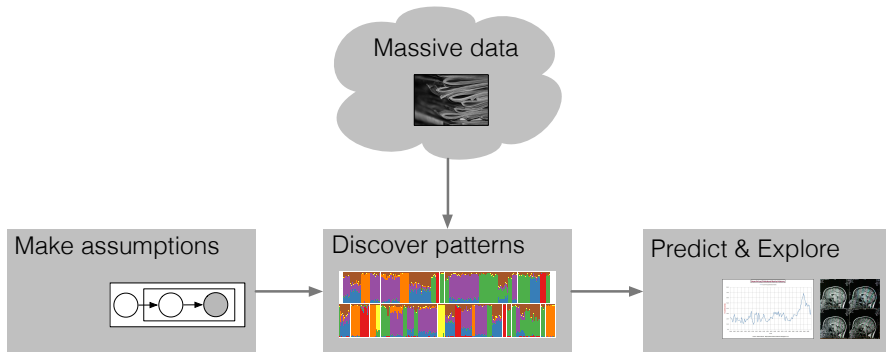 Massive data
Make assumptions
Discover patterns
Predict & Explore